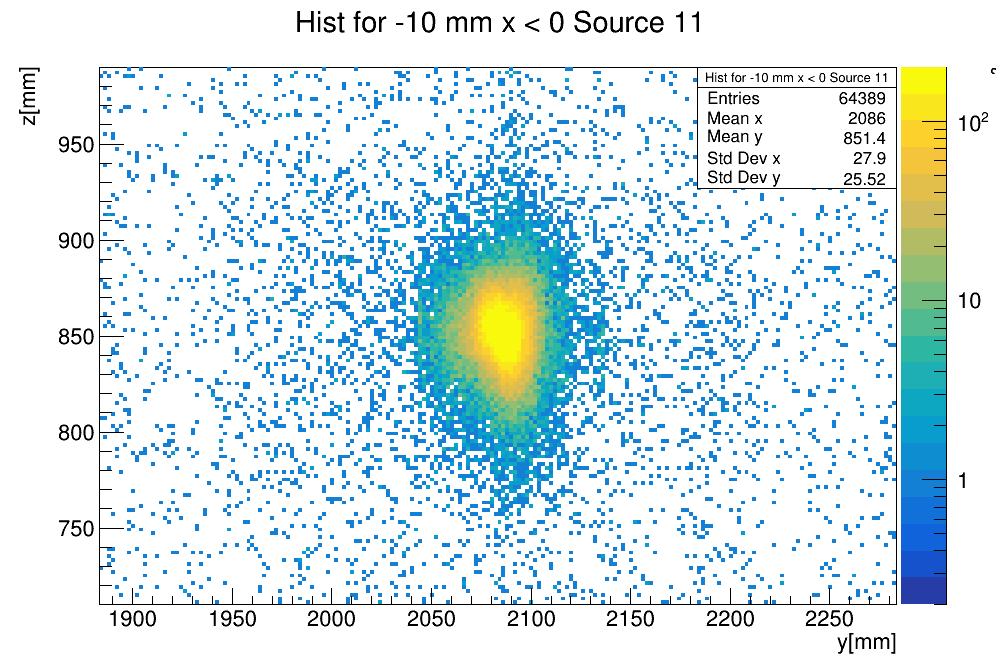 Hist for -10 mm x < 0 Source 11
z[mm]
Hist for -10 mm x < 0 Source 11
Entries 64389
Mean x 2086
Mean y 851.4
Std Dev x 27.9
Std Dev y 25.52
950
900
850
800
750
10²
10
1
1900 1950 2000 2050 2100 2150 2200 2250
y[mm]